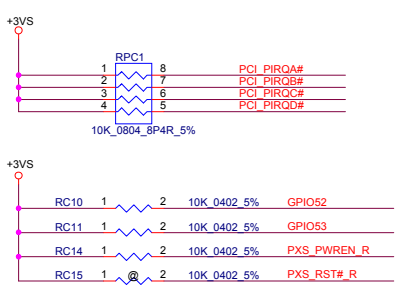 +3VS
RPC1
1 8 PCI_PIRQA#
2 7 PCI_PIRQB#
3 6 PCI_PIRQC#
4 5 PCI_PIRQD#
10K_0804_8P4R_5%
+3VS
RC10 1 2 10K_0402_5% GPIO52
RC11 1 2 10K_0402_5% GPIO53
RC14 1 2 10K_0402_5% PXS_PWREN_R
RC15 1 @ 2 10K_0402_5% PXS_RST#_R